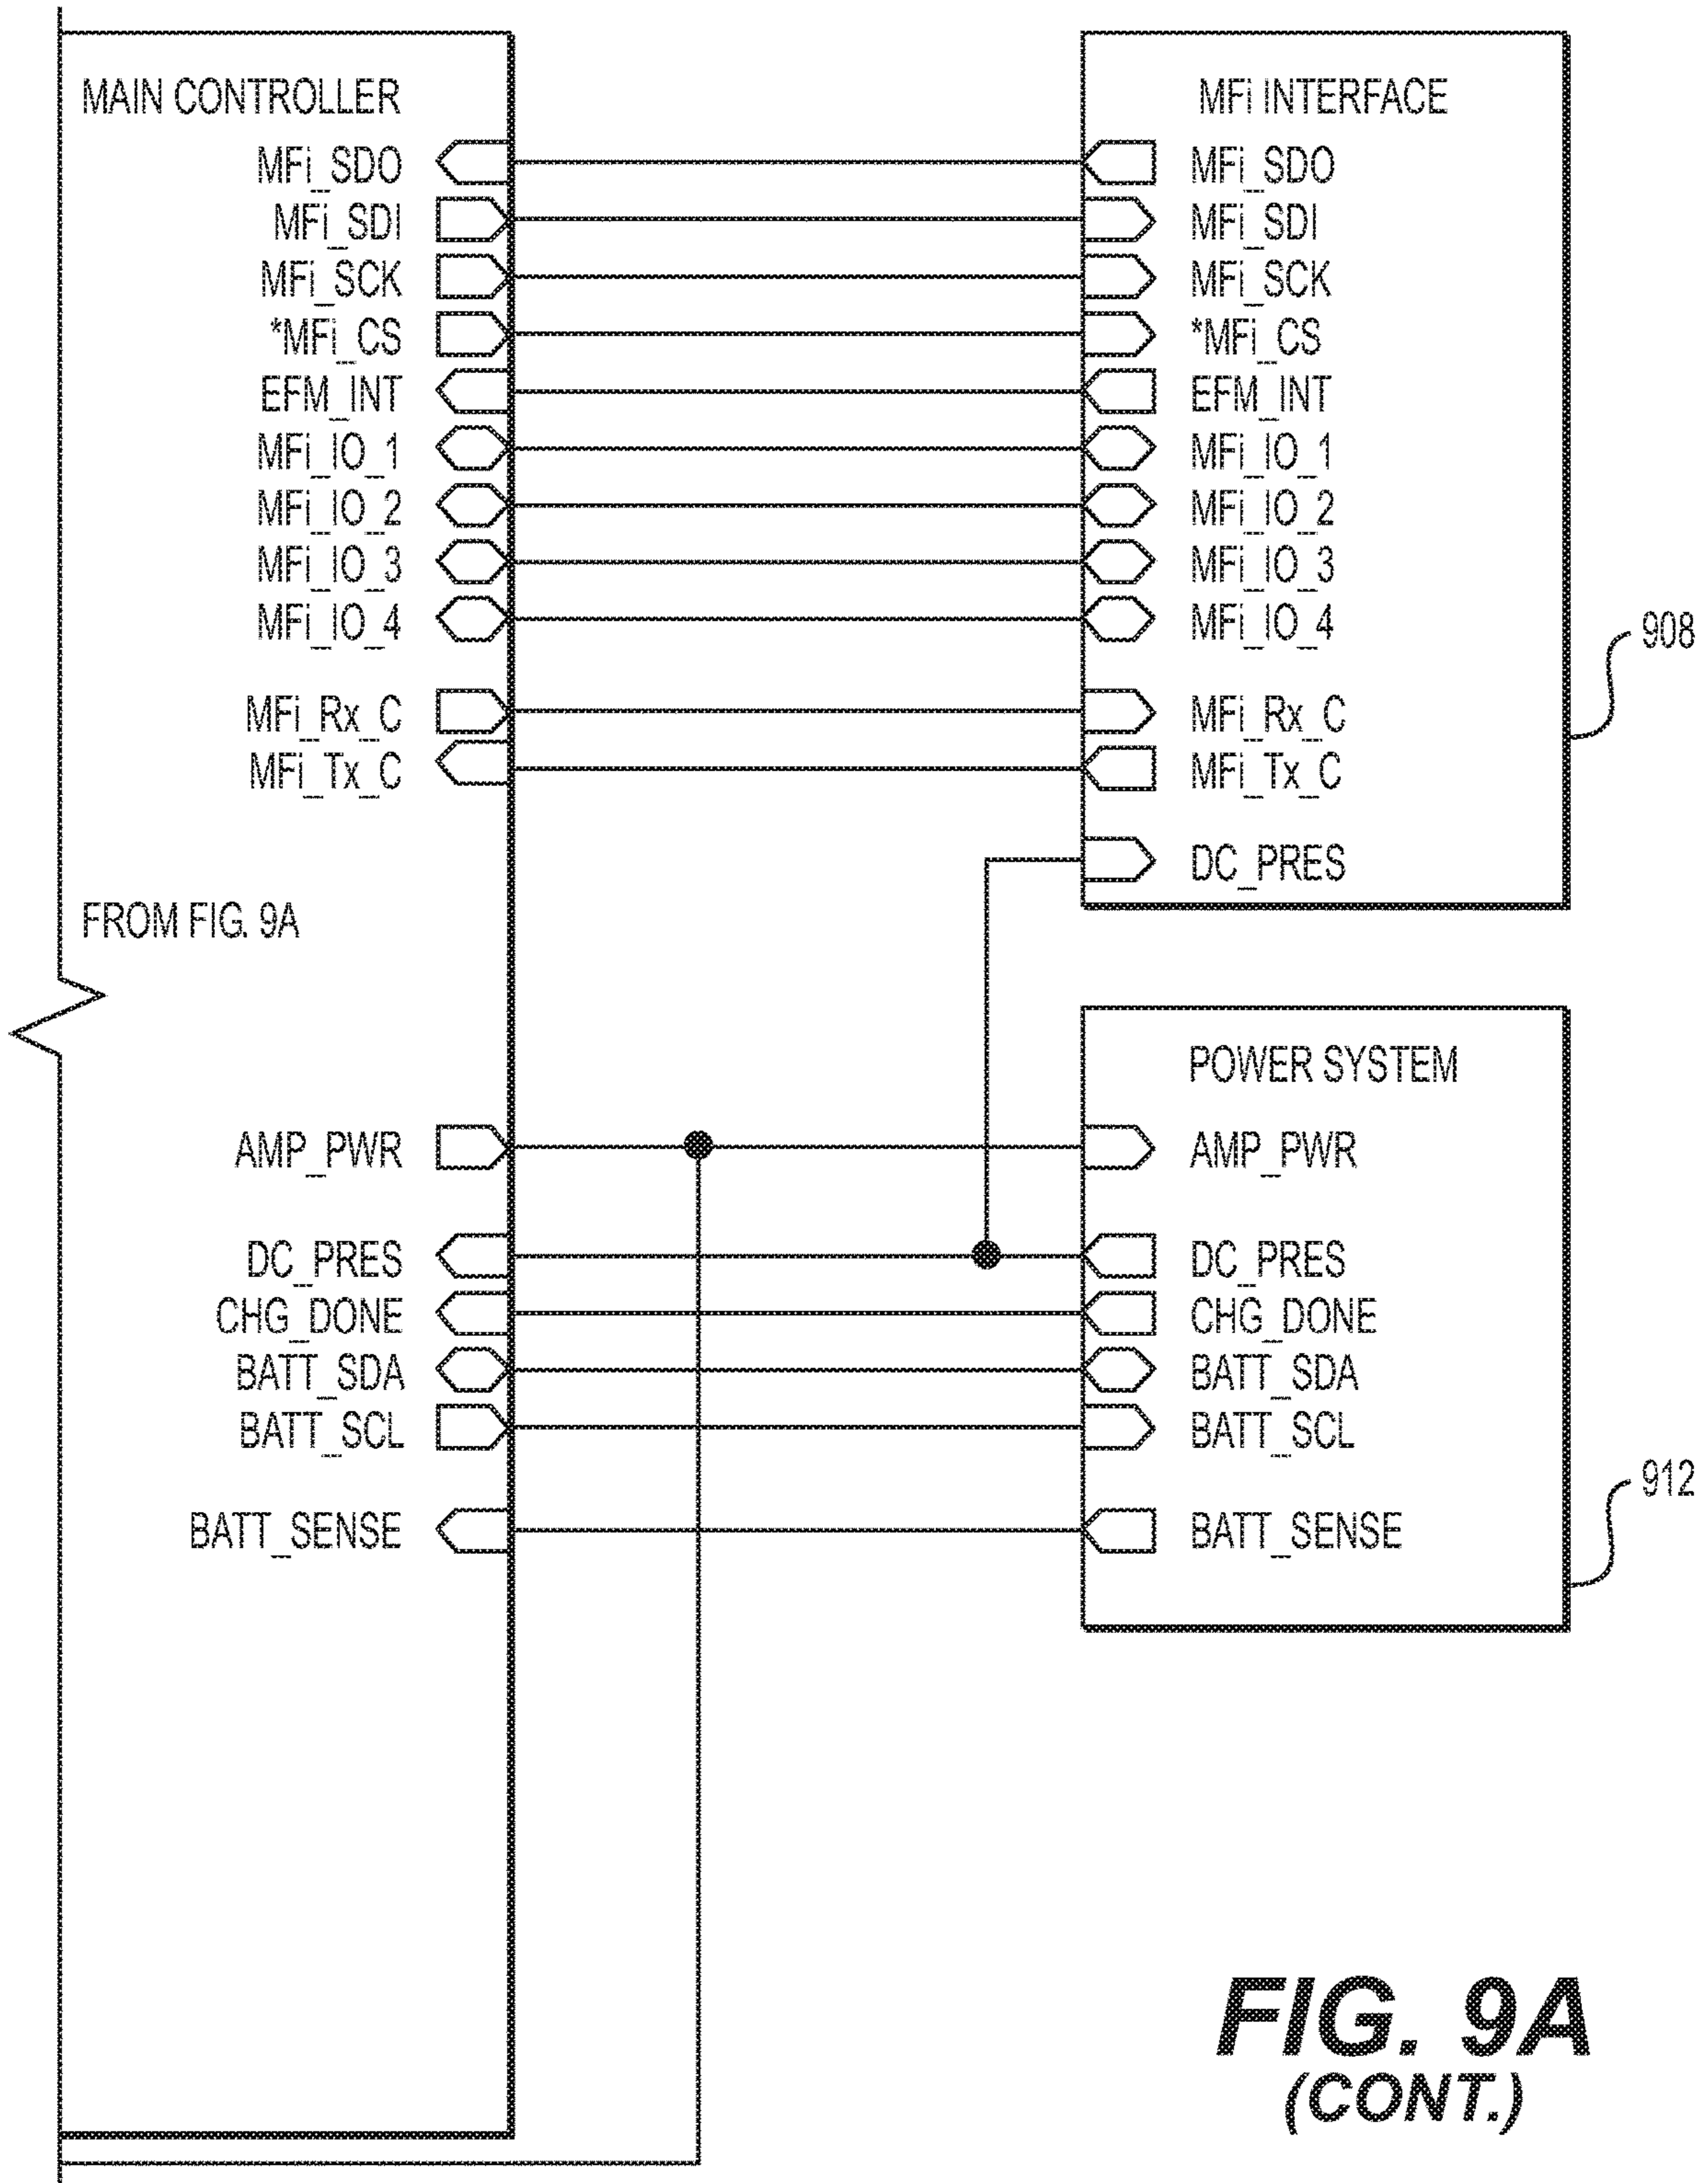 MAIN CONTROLLER
MFi_SDO
MFi_SDI
MFi_SCK
*MFi_CS
EFM_INT
MFi_IO_1
MFi_IO_2
MFi_IO_3
MFi_IO_4
MFi_Rx_C
MFi_Tx_C
FROM FIG. 9A
AMP_PWR
DC_PRES
CHG_DONE
BATT_SDA
BATT_SCL
BATT_SENSE
MFi INTERFACE
MFi_SDO
MFi_SDI
MFi_SCK
*MFi_CS
EFM_INT
MFi_IO_1
MFi_IO_2
MFi_IO_3
MFi_IO_4
MFi_Rx_C
MFi_Tx_C
DC_PRES
908
POWER SYSTEM
AMP_PWR
DC_PRES
CHG_DONE
BATT_SDA
BATT_SCL
BATT_SENSE
912
FIG. 9A
(CONT.)